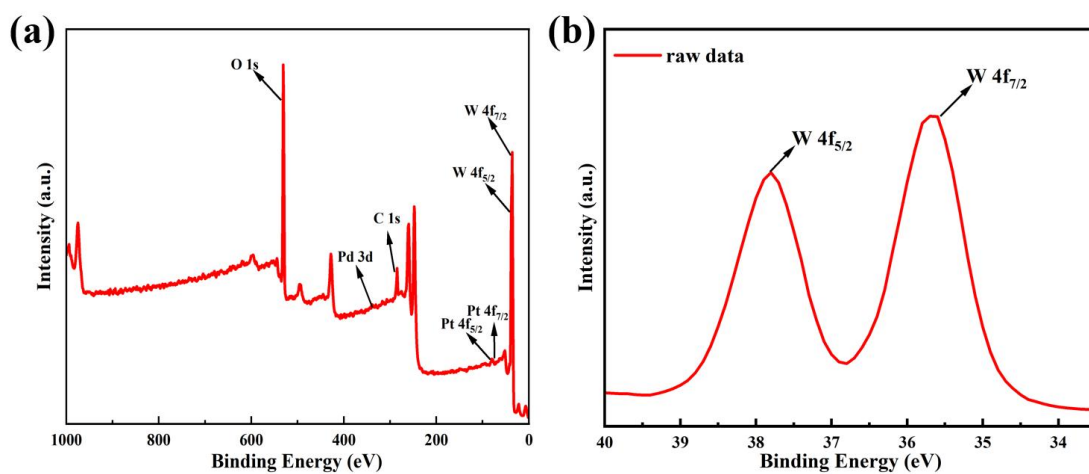 (a)
O 1s
W 4f7/2
W 4f5/2
C 1s
Pd 3d
Pt 4f7/2
Pt 4f5/2
Intensity (a.u.)
1000 800 600 400 200 0
Binding Energy (eV)
(b)
raw data
W 4f7/2
W 4f5/2
Intensity (a.u.)
40 39 38 37 36 35 34
Binding Energy (eV)